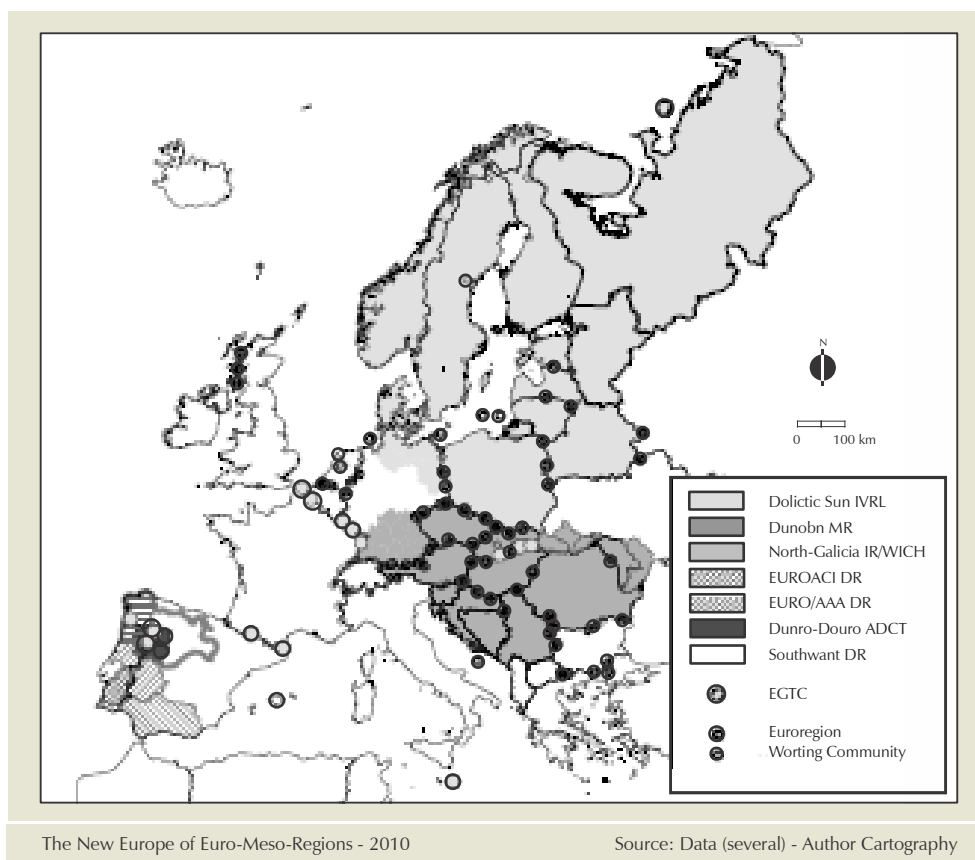 N
0 100 km
Dolictic Sun IVRL
Dunobn MR
North-Galicia IR/WICH
EUROACI DR
EURO/AAA DR
Dunro-Douro ADCT
Southwant DR
EGTC
Euroregion
Worting Community
The New Europe of Euro-Meso-Regions - 2010
Source: Data (several) - Author Cartography